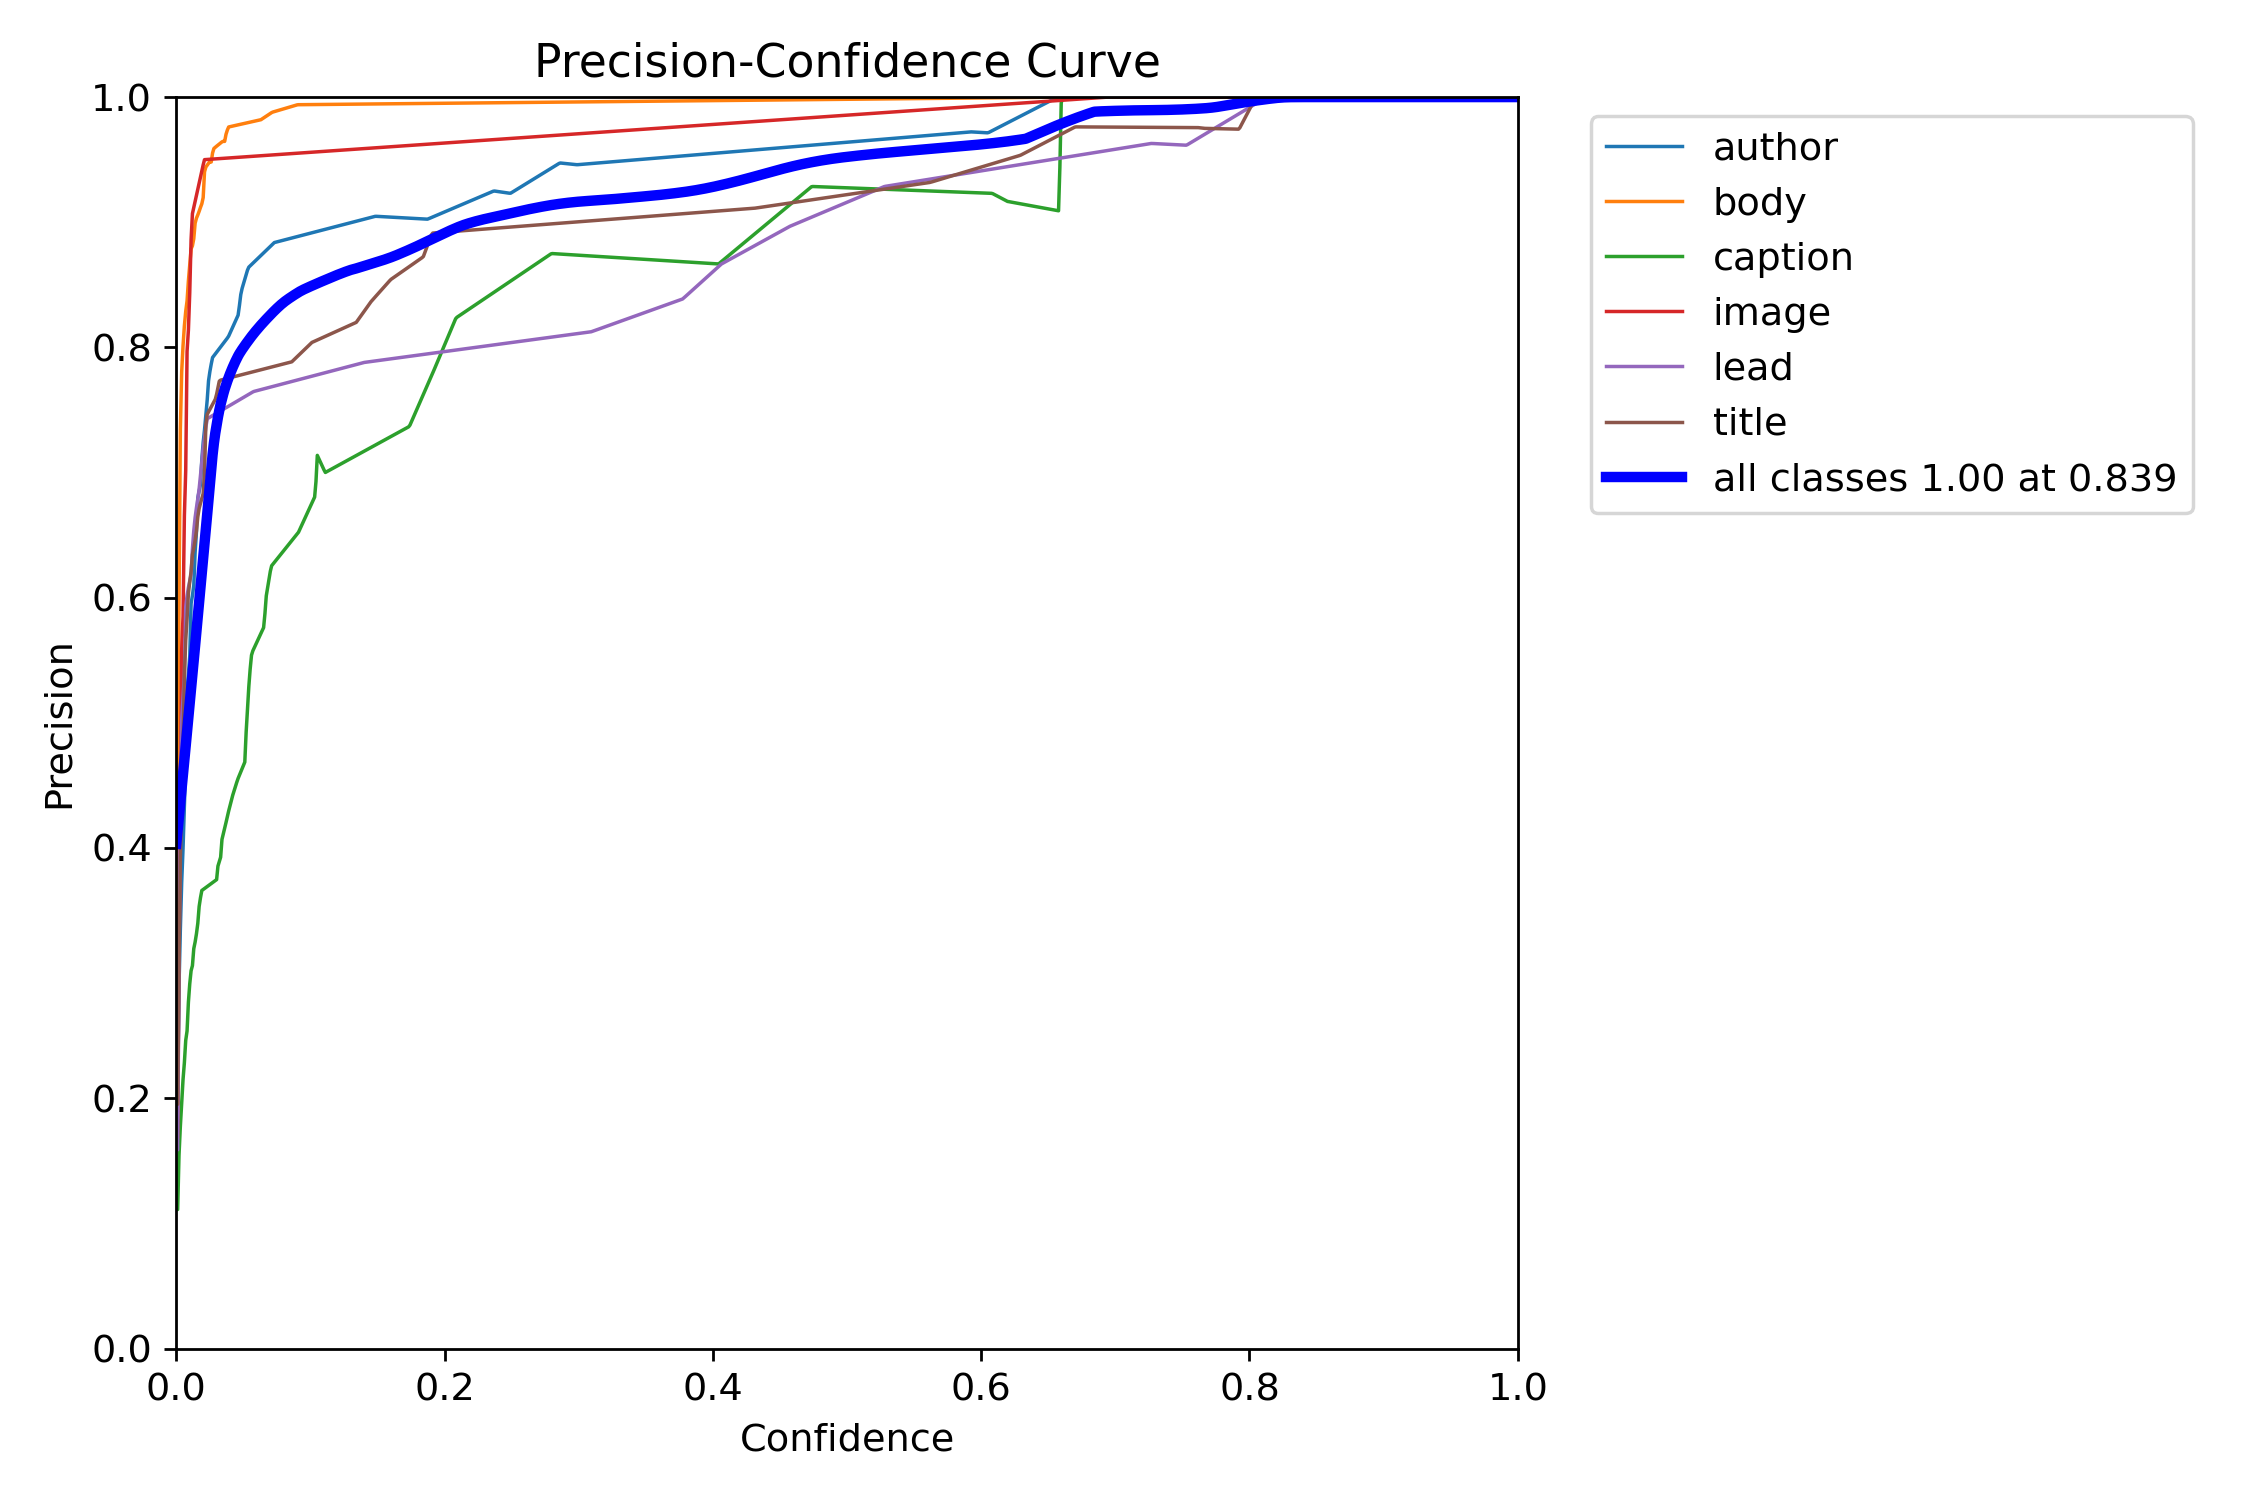 Precision-Confidence Curve
1.0
0.8
0.6
0.4
0.2
0.0
Precision
0.0 0.2 0.4 0.6 0.8 1.0
Confidence
author
body
caption
image
lead
title
all classes 1.00 at 0.839